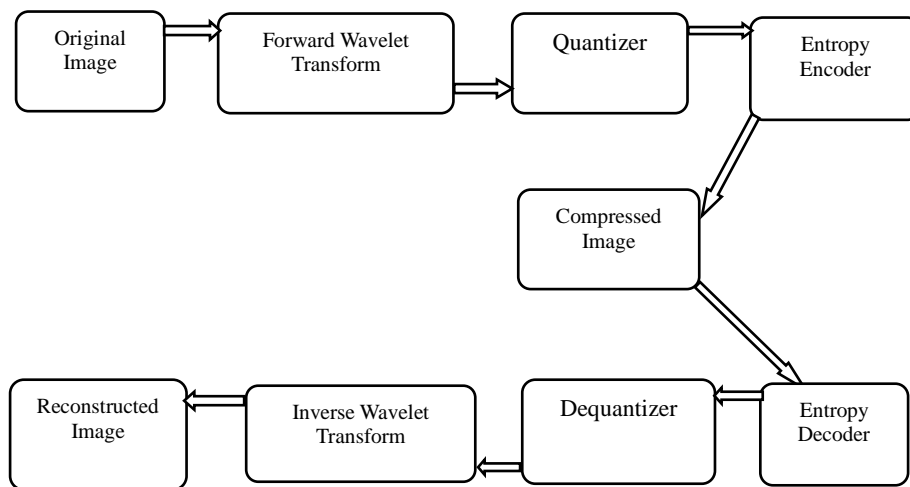 Original
Image
Forward Wavelet
Transform
Quantizer
Entropy
Encoder
Compressed
Image
Reconstructed
Image
Inverse Wavelet
Transform
Dequantizer
Entropy
Decoder